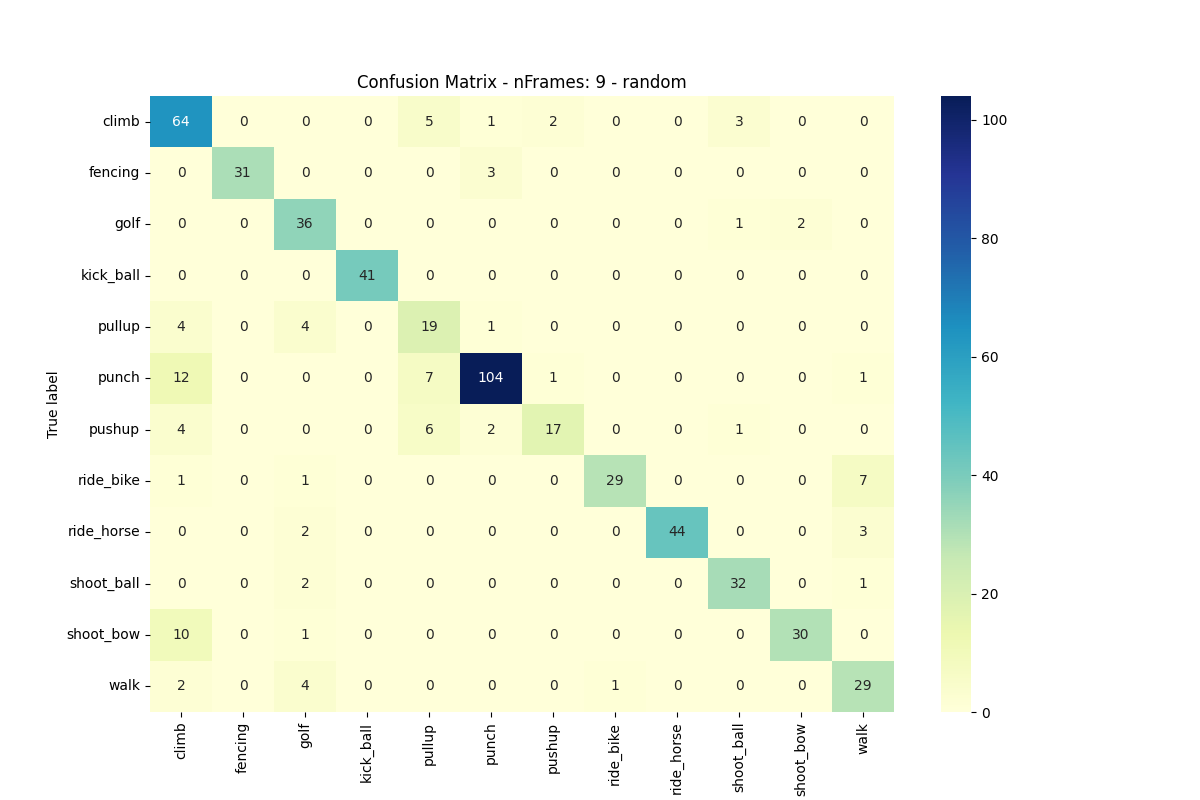 Confusion Matrix - nFrames: 9 - random
climb 64 0 0 0 5 1 2 0 0 3 0 0
fencing 0 31 0 0 0 3 0 0 0 0 0 0
golf 0 0 36 0 0 0 0 0 0 1 2 0
kick_ball 0 0 0 41 0 0 0 0 0 0 0 0
pullup 4 0 4 0 19 1 0 0 0 0 0 0
punch 12 0 0 0 7 104 1 0 0 0 0 1
pushup 4 0 0 0 6 2 17 0 0 1 0 0
ride_bike 1 0 1 0 0 0 0 29 0 0 0 7
ride_horse 0 0 2 0 0 0 0 0 44 0 0 3
shoot_ball 0 0 2 0 0 0 0 0 0 32 0 1
shoot_bow 10 0 1 0 0 0 0 0 0 0 30 0
walk 2 0 4 0 0 0 0 1 0 0 0 29
True label
climb fencing golf kick_ball pullup punch pushup ride_bike ride_horse shoot_ball shoot_bow walk
100
80
60
40
20
0